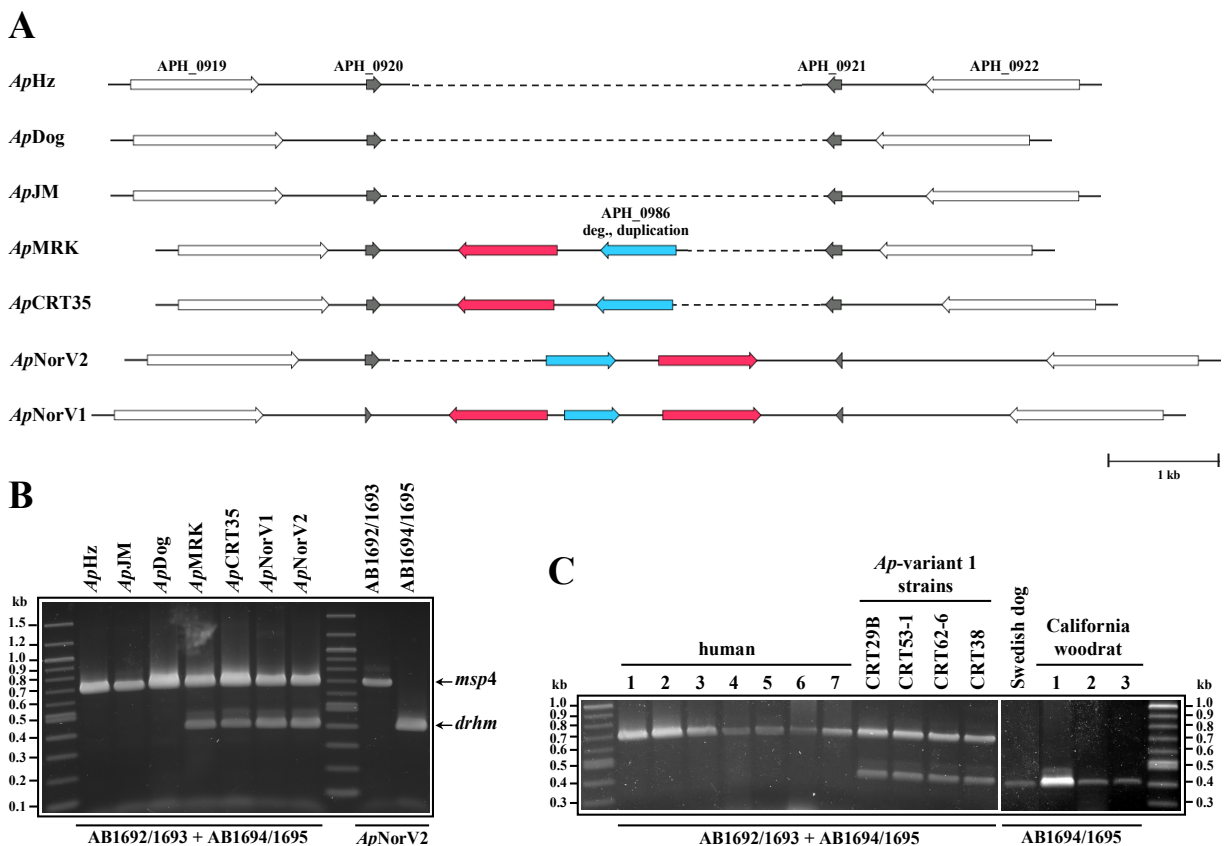 A
ApHz APH_0919 APH_0920 APH_0921 APH_0922
ApDog
ApJM
APH_0986
deg., duplication
ApMRK
ApCRT35
ApNorV2
ApNorV1
1 kb
B
ApHz
ApJM
ApDog
ApMRK
ApCRT35
ApNorV1
ApNorV2
AB1692/1693
AB1694/1695
kb
1.5
1.2
1.0
0.9
0.8
0.7
0.5
0.4
0.3
0.2
0.1
msp4
drhm
AB1692/1693 + AB1694/1695
ApNorV2
C
Ap-variant 1
strains
human
1 2 3 4 5 6 7
CRT29B
CRT53-1
CRT62-6
CRT38
Swedish dog
California
woodrat
1 2 3
kb
1.0
0.9
0.8
0.7
0.6
0.5
0.4
0.3
kb
1.0
0.9
0.8
0.7
0.6
0.5
0.4
0.3
AB1692/1693 + AB1694/1695
AB1694/1695